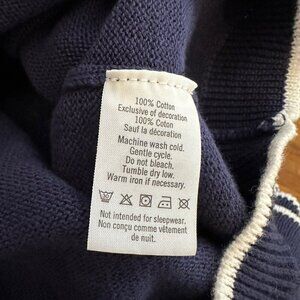 100% Cotton
Exclusive of decoration
100% Coton
Sauf la décoration
Machine wash cold.
Gentle cycle.
Do not bleach.
Tumble dry low.
Warm iron if necessary.
Not intended for sleepwear.
Non conçu comme vêtement
de nuit.